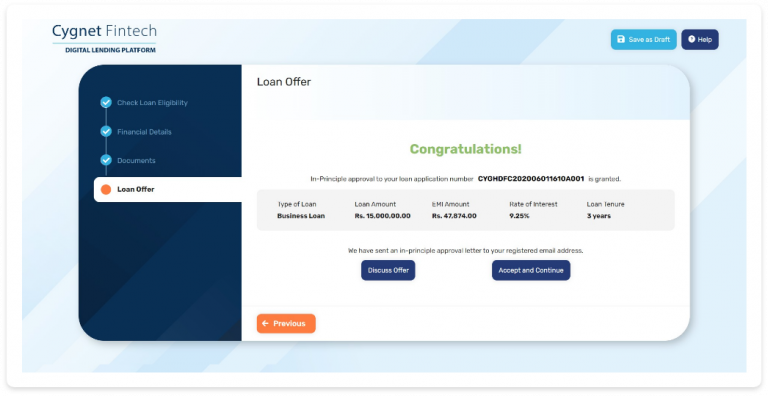 Cygnet Fintech
DIGITAL LENDING PLATFORM
Save as Draft
Help
Check Loan Eligibility
Financial Details
Documents
Loan Offer
Loan Offer
Congratulations!
In-Principle approval to your loan application number CYGHDFC202006011610A001 is granted.
Type of Loan Loan Amount EMI Amount Rate of Interest Loan Tenure
Business Loan Rs. 15,000,00.00 Rs. 47,874.00 9.25% 3 years
We have sent an in-principle approval letter to your registered email address.
Discuss Offer
Accept and Continue
Previous